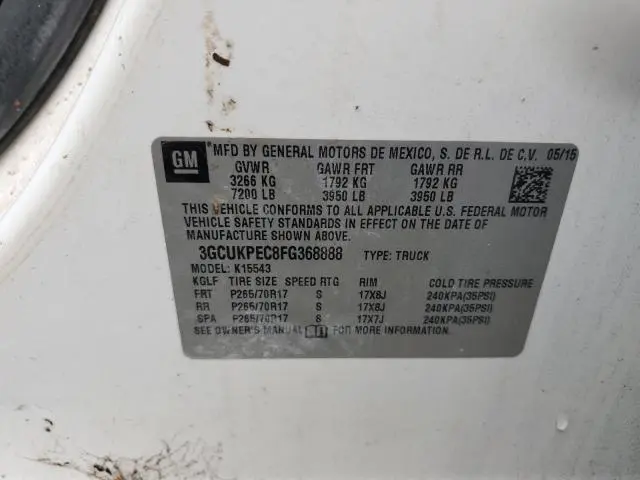 GM
*MFD BY GENERAL MOTORS DE MEXICO, S. DE R.L. DE C.V. 05/15
GVWR GAWR FRT GAWR RR
3266 KG 1792 KG 1792 KG
7200 LB 3950 LB 3950 LB
THIS VEHICLE CONFORMS TO ALL APPLICABLE U.S. FEDERAL MOTOR
VEHICLE SAFETY STANDARDS IN EFFECT ON THE DATE OF
MANUFACTURE SHOWN ABOVE.
3GCUKPEC8FG368888 TYPE: TRUCK
MODEL: K15543
KGLF TIRE SIZE SPEED RTG RIM COLD TIRE PRESSURE
FRT P265/70R17 S 17X8J 240KPA(35PSI)
RR P265/70R17 S 17X8J 240KPA(35PSI)
SPA P265/70R17 S 17X7J 240KPA(35PSI)
SEE OWNER'S MANUAL FOR MORE INFORMATION.